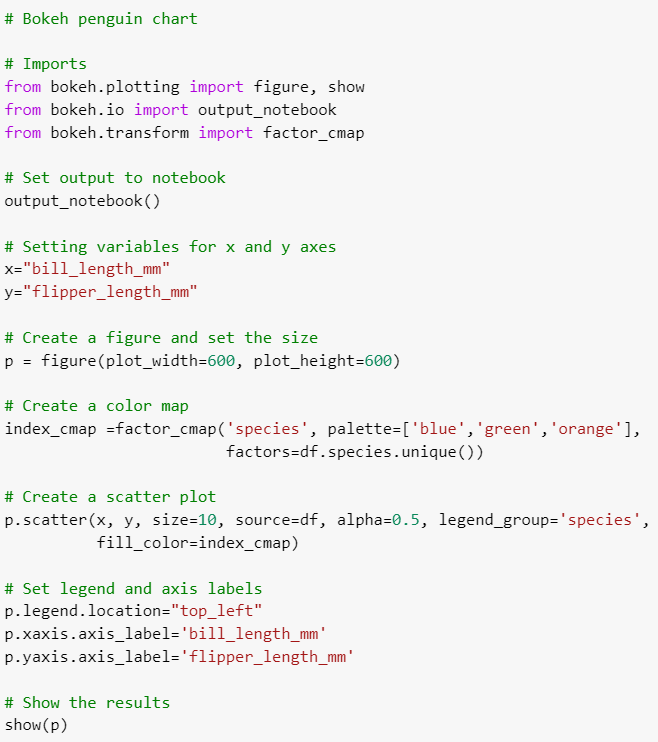 # Bokeh penguin chart
# Imports
from bokeh.plotting import figure, show
from bokeh.io import output_notebook
from bokeh.transform import factor_cmap
# Set output to notebook
output_notebook()
# Setting variables for x and y axes
x="bill_length_mm"
y="flipper_length_mm"
# Create a figure and set the size
p = figure(plot_width=600, plot_height=600)
# Create a color map
index_cmap =factor_cmap('species', palette=['blue','green','orange'],
                        factors=df.species.unique())
# Create a scatter plot
p.scatter(x, y, size=10, source=df, alpha=0.5, legend_group='species',
          fill_color=index_cmap)
# Set legend and axis labels
p.legend.location="top_left"
p.xaxis.axis_label='bill_length_mm'
p.yaxis.axis_label='flipper_length_mm'
# Show the results
show(p)